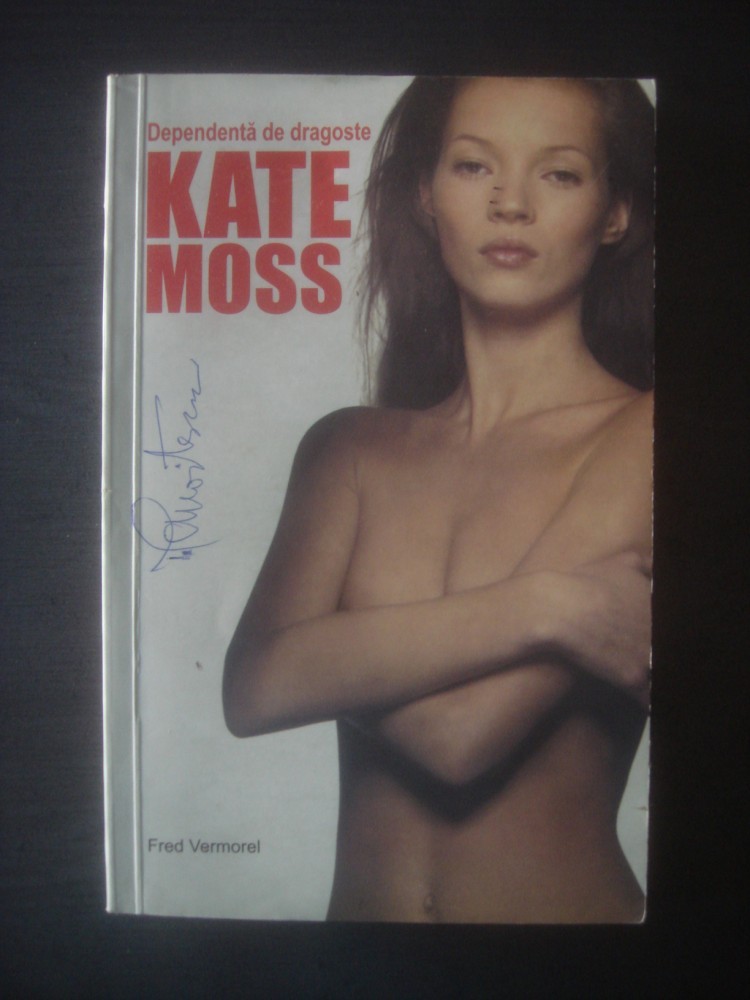 Dependentă de dragoste
KATE
MOSS
Fred Vermorel